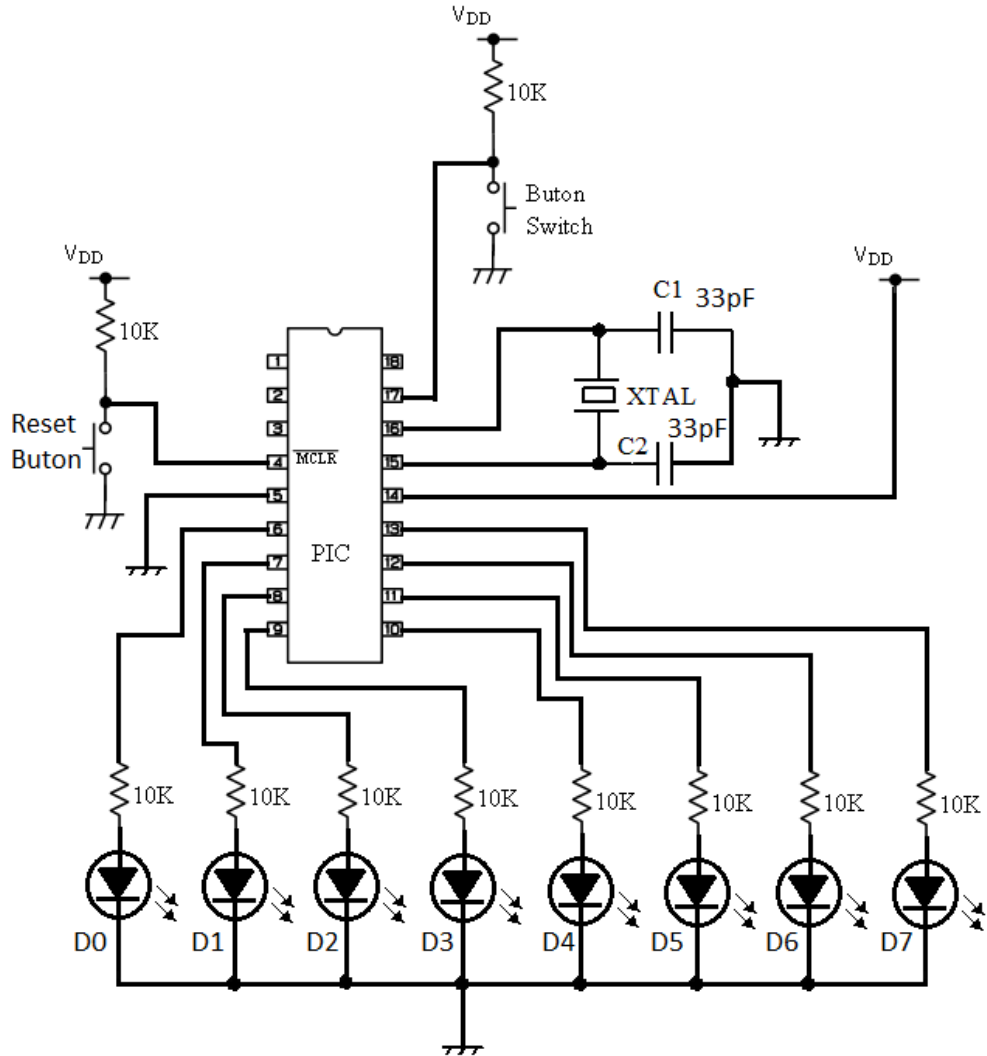 VDD
10K
Buton
Switch
VDD
10K
Reset
Buton
VDD
C1 33pF
XTAL
33pF
C2
1
2
3
4
5
6
7
8
9
18
17
16
15
14
13
12
11
10
MCLR
PIC
10K
10K
10K
10K
10K
10K
10K
10K
D0
D1
D2
D3
D4
D5
D6
D7